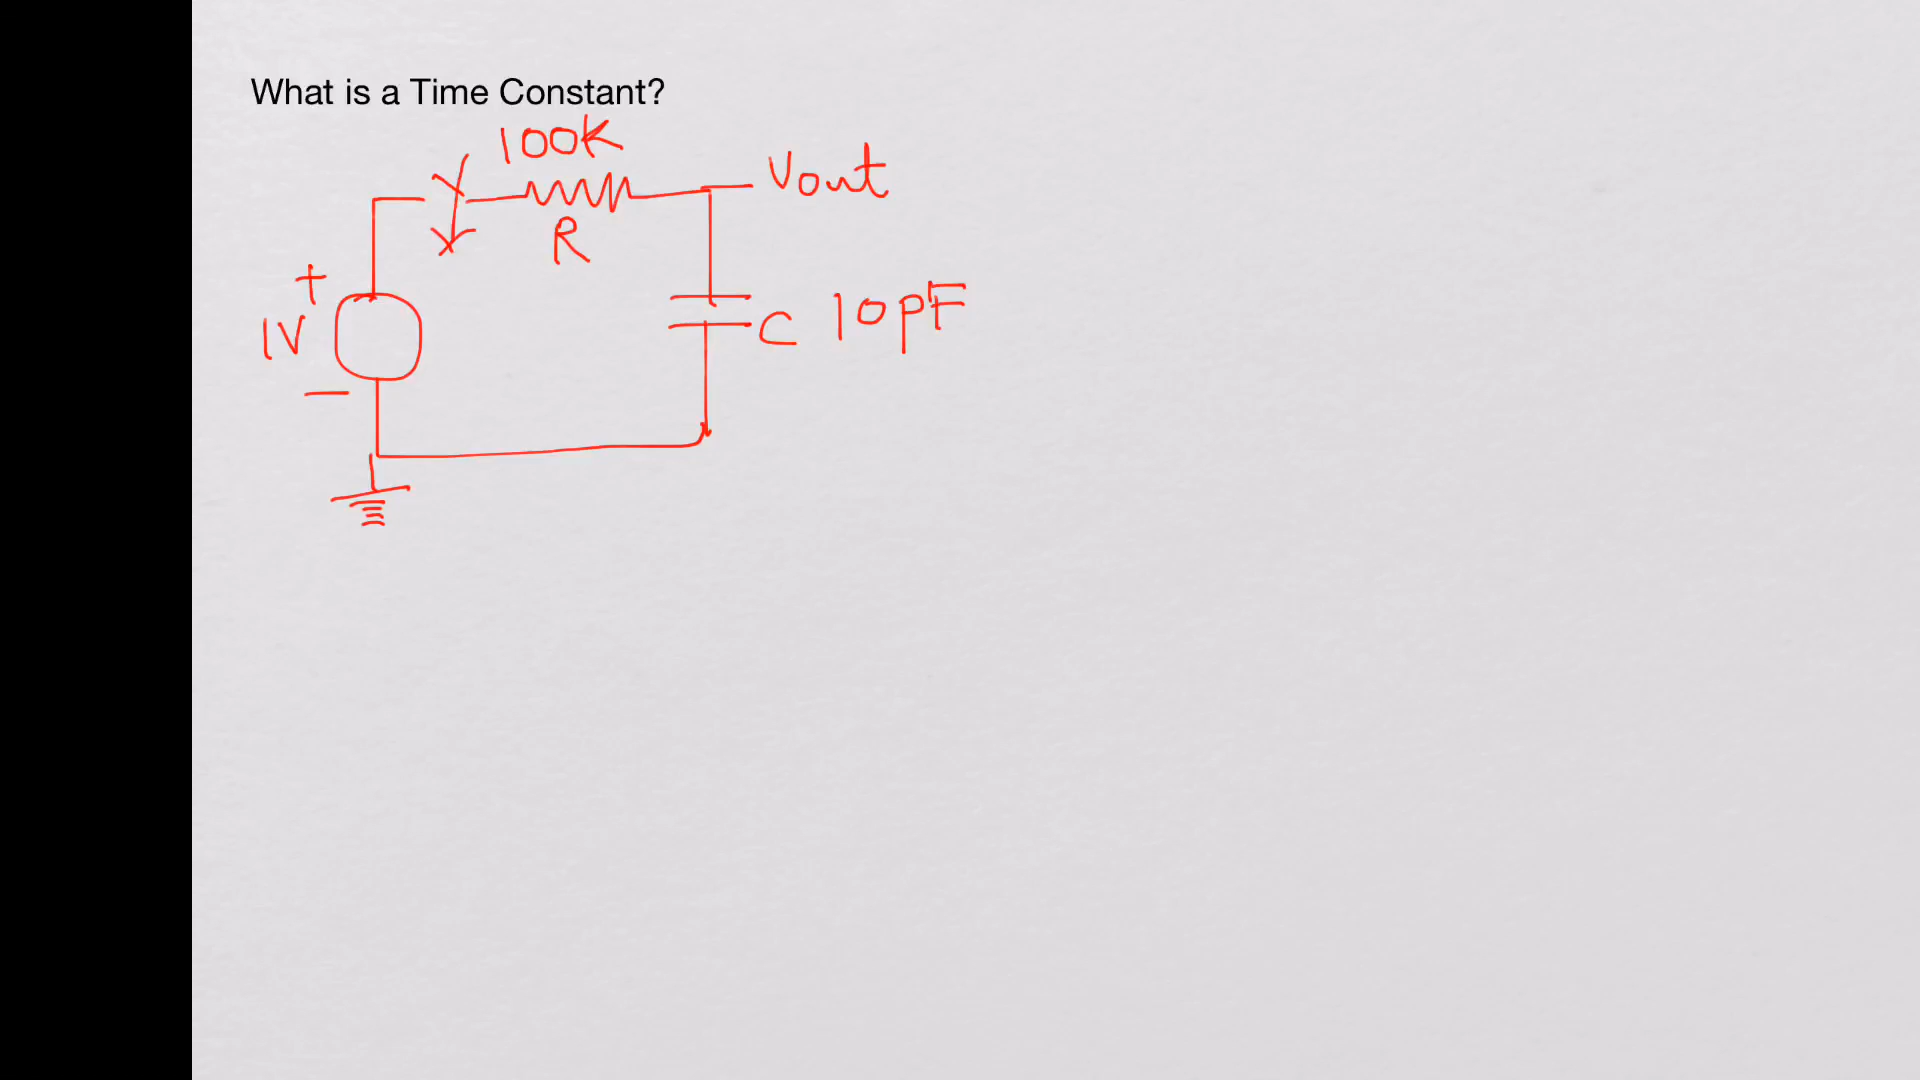 What is a Time Constant?
100K
Vout
R
+
1V
C 10pF
−